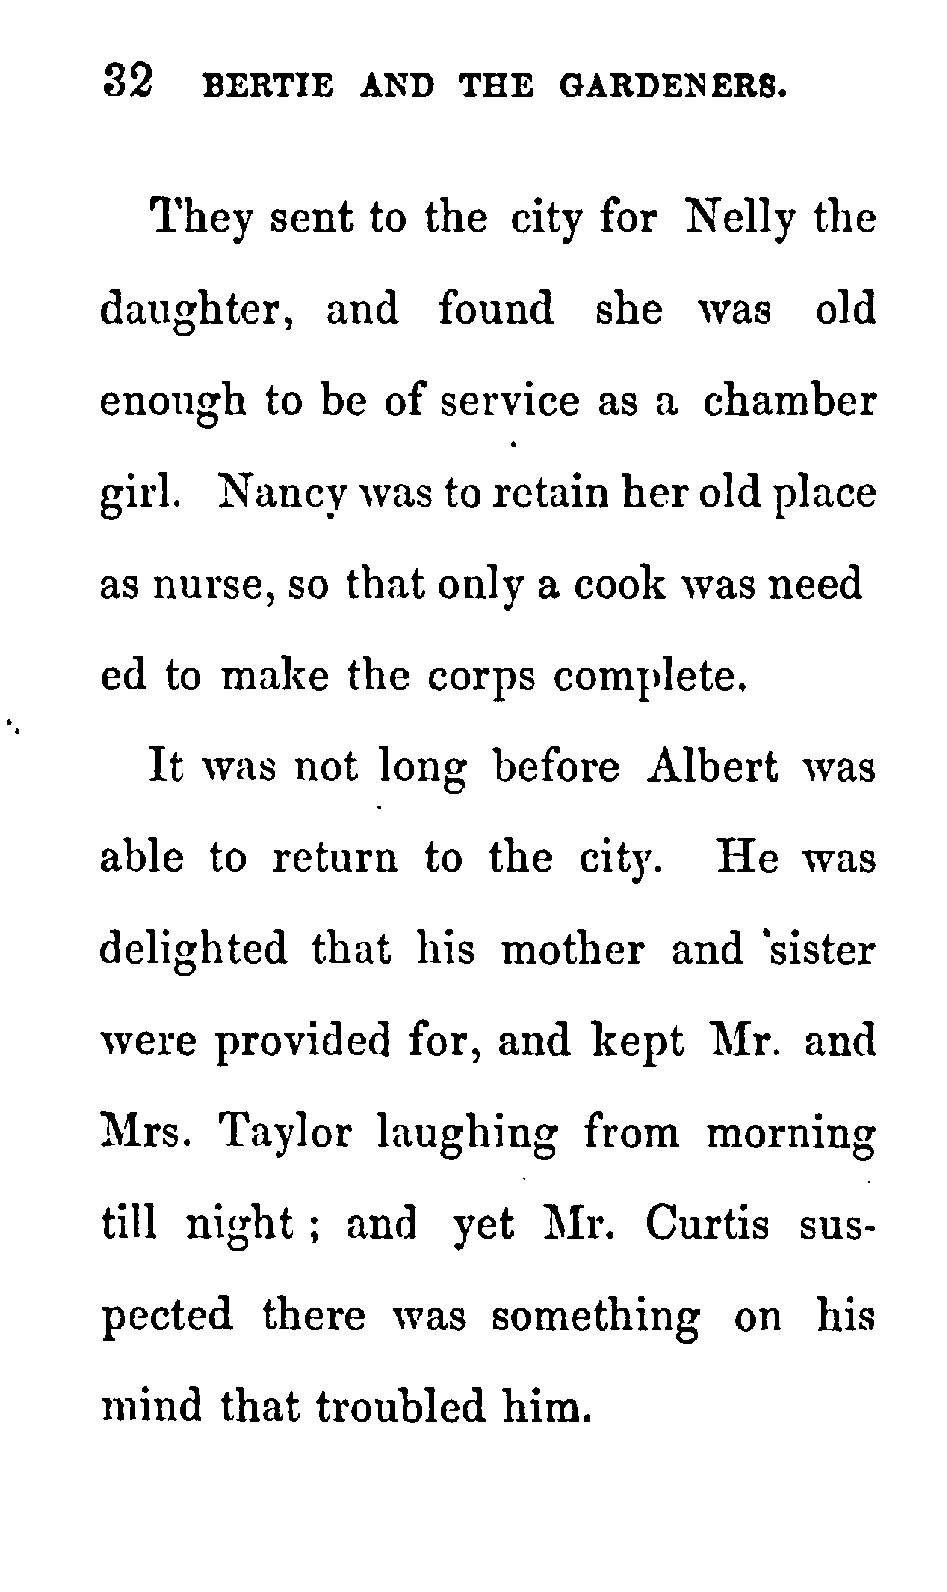 32 BERTIE AND THE GARDENERS.
They sent to the city for Nelly the
daughter, and found she was old
enough to be of service as a chamber
girl. Nancy was to retain her old place
as nurse, so that only a cook was need
ed to make the corps complete.
It was not long before Albert was
able to return to the city. He was
delighted that his mother and sister
were provided for, and kept Mr. and
Mrs. Taylor laughing from morning
till night ; and yet Mr. Curtis sus-
pected there was something on his
mind that troubled him.